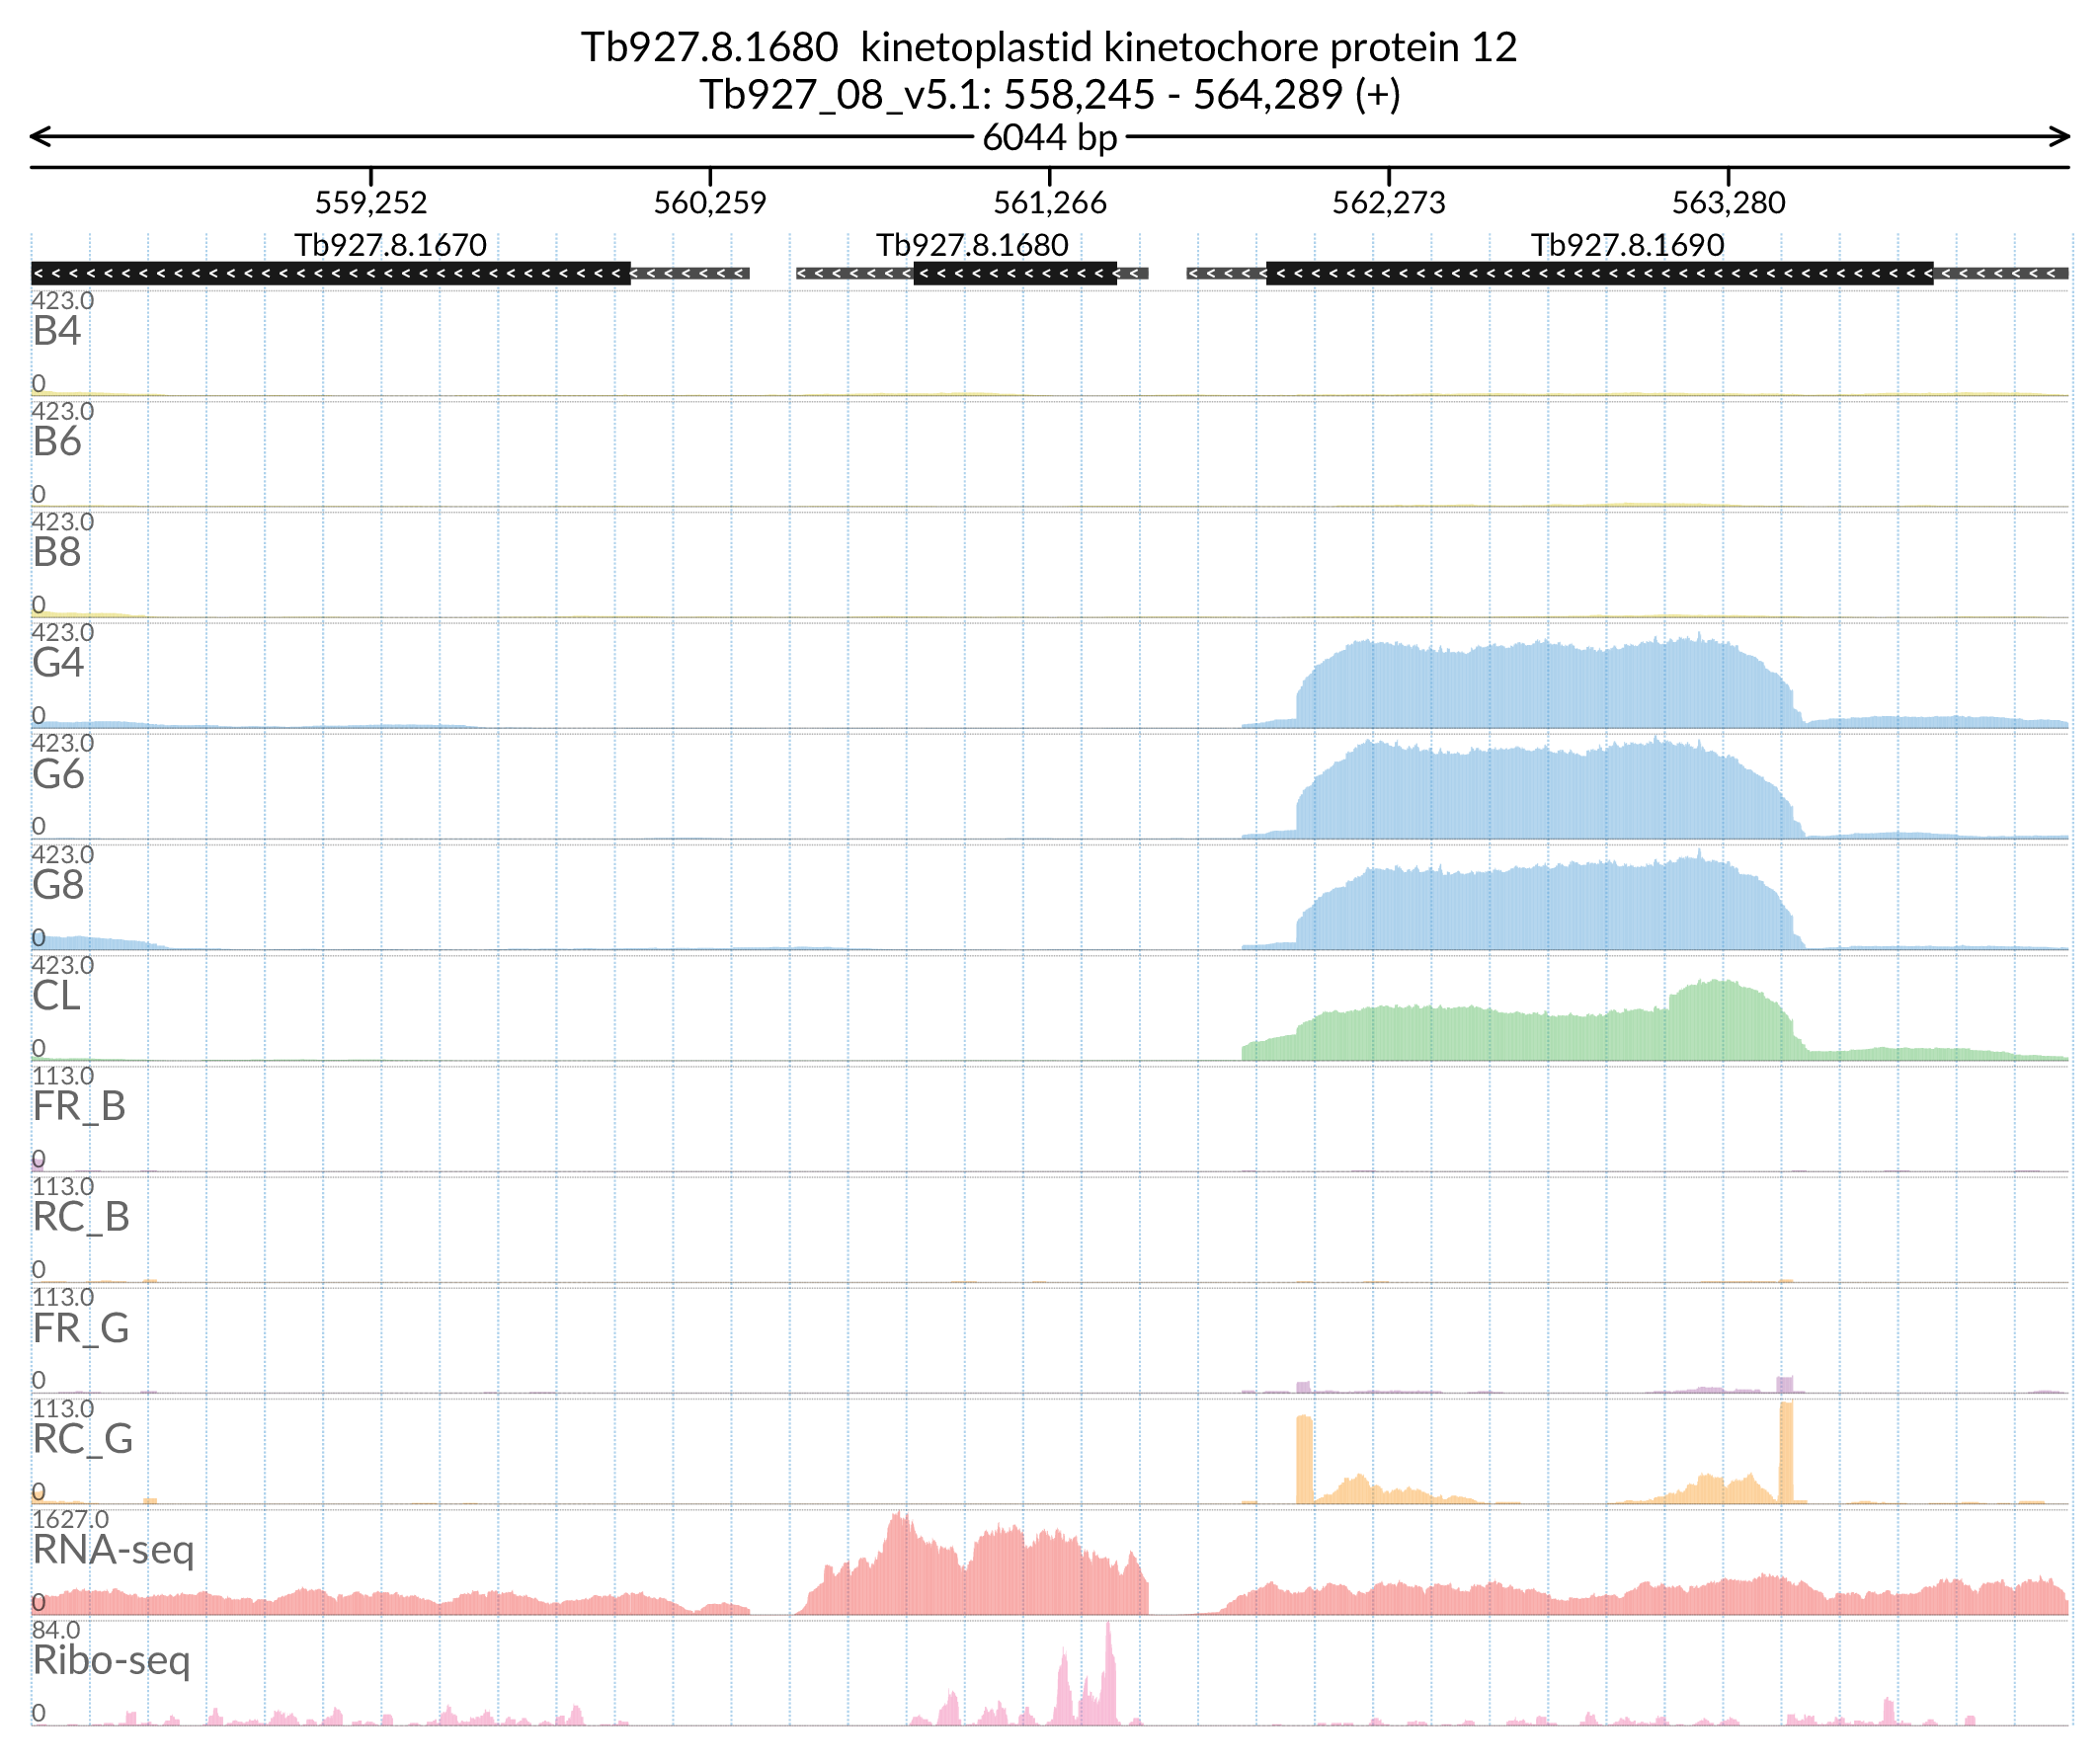 Tb927.8.1680 kinetoplastid kinetochore protein 12
Tb927_08_v5.1: 558,245 - 564,289 (+)
6044 bp
559,252 560,259 561,266 562,273 563,280
Tb927.8.1670 Tb927.8.1680 Tb927.8.1690
423.0
B4
0
423.0
B6
0
423.0
B8
0
423.0
G4
0
423.0
G6
0
423.0
G8
0
423.0
CL
0
113.0
FR_B
0
113.0
RC_B
0
113.0
FR_G
0
113.0
RC_G
0
1627.0
RNA-seq
0
84.0
Ribo-seq
0